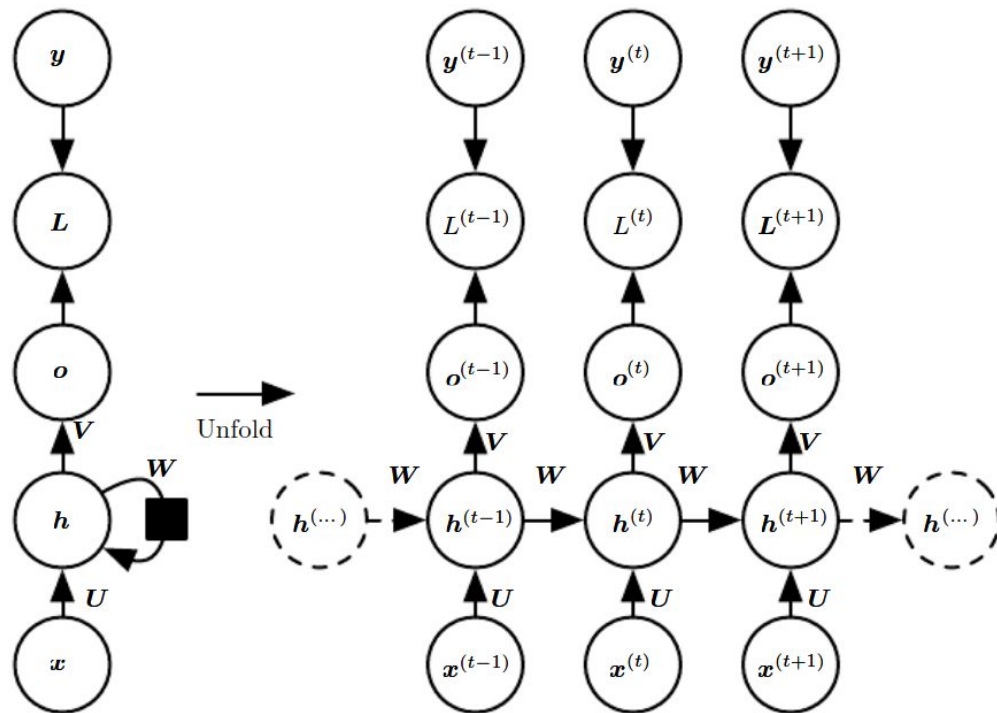 y y^(t−1) y^(t) y^(t+1)
L L^(t−1) L^(t) L^(t+1)
o o^(t−1) o^(t) o^(t+1)
Unfold
V V V V
W W W W W
h h^(...) h^(t−1) h^(t) h^(t+1) h^(...)
U U U U
x x^(t−1) x^(t) x^(t+1)